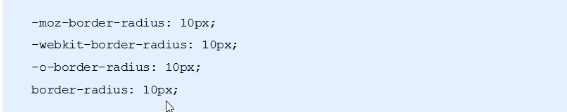 -moz-border-radius: 10px;
-webkit-border-radius: 10px;
-o-border-radius: 10px;
border-radius: 10px;